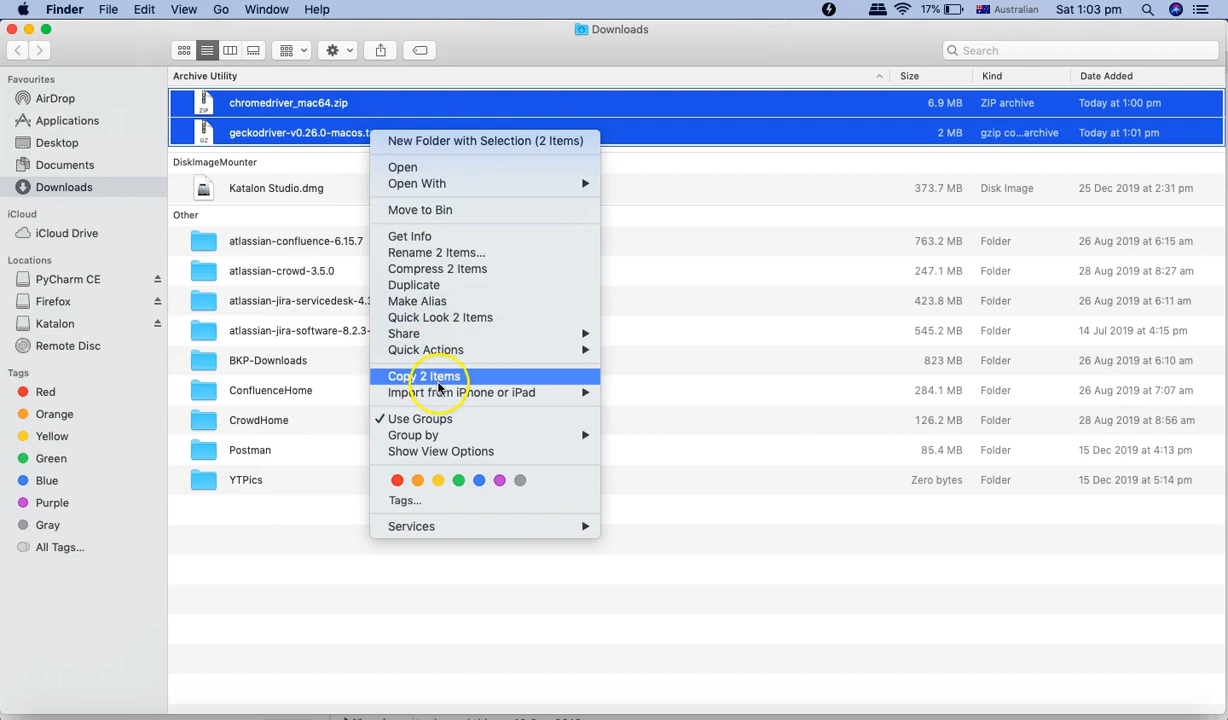 Finder File Edit View Go Window Help 17% Australian Sat 1:03 pm
Downloads
Search
Favourites
AirDrop
Applications
Desktop
Documents
Downloads
iCloud
iCloud Drive
Locations
PyCharm CE
Firefox
Katalon
Remote Disc
Tags
Red
Orange
Yellow
Green
Blue
Purple
Gray
All Tags...
Archive Utility Size Kind Date Added
ZIP chromedriver_mac64.zip 6.9 MB ZIP archive Today at 1:00 pm
GZ geckodriver-v0.26.0-macos.t 2 MB gzip co...archive Today at 1:01 pm
DiskImageMounter
Katalon Studio.dmg 373.7 MB Disk Image 25 Dec 2019 at 2:31 pm
Other
atlassian-confluence-6.15.7 763.2 MB Folder 26 Aug 2019 at 6:15 am
atlassian-crowd-3.5.0 247.1 MB Folder 28 Aug 2019 at 8:27 am
atlassian-jira-servicedesk-4.3 423.8 MB Folder 26 Aug 2019 at 6:11 am
atlassian-jira-software-8.2.3- 545.2 MB Folder 14 Jul 2019 at 4:15 pm
BKP-Downloads 823 MB Folder 26 Aug 2019 at 6:10 am
ConfluenceHome 284.1 MB Folder 26 Aug 2019 at 7:07 am
CrowdHome 126.2 MB Folder 28 Aug 2019 at 8:56 am
Postman 85.4 MB Folder 15 Dec 2019 at 4:13 pm
YTPics Zero bytes Folder 15 Dec 2019 at 5:14 pm
New Folder with Selection (2 Items)
Open
Open With
Move to Bin
Get Info
Rename 2 Items...
Compress 2 Items
Duplicate
Make Alias
Quick Look 2 Items
Share
Quick Actions
Copy 2 Items
Import from iPhone or iPad
Use Groups
Group by
Show View Options
Tags...
Services